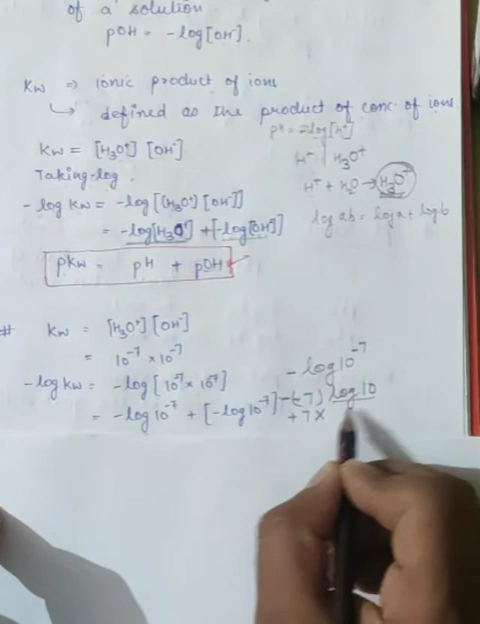 of a solution
pOH = -log[OH⁻].
Kw ⇒ ionic product of ions
↳ defined as the product of conc. of ions.
pH = -log[H⁺]
Kw = [H₃O⁺] [OH⁻]
H⁺ H₃O⁺
Taking-log.
H⁺ + H₂O → H₃O⁺
-log Kw = -log[(H₃O⁺) [OH⁻]]
log ab = log a + log b
= -log[H₃O⁺] + [-log[OH⁻]]
pKw = pH + pOH
# Kw = [H₃O⁺] [OH⁻]
= 10⁻⁷ x 10⁻⁷
-log 10⁻⁷
-log Kw = -log [10⁻⁷ x 10⁻⁷]
-(-7) log 10
= -log 10⁻⁷ + [-log 10⁻⁷]
+7x